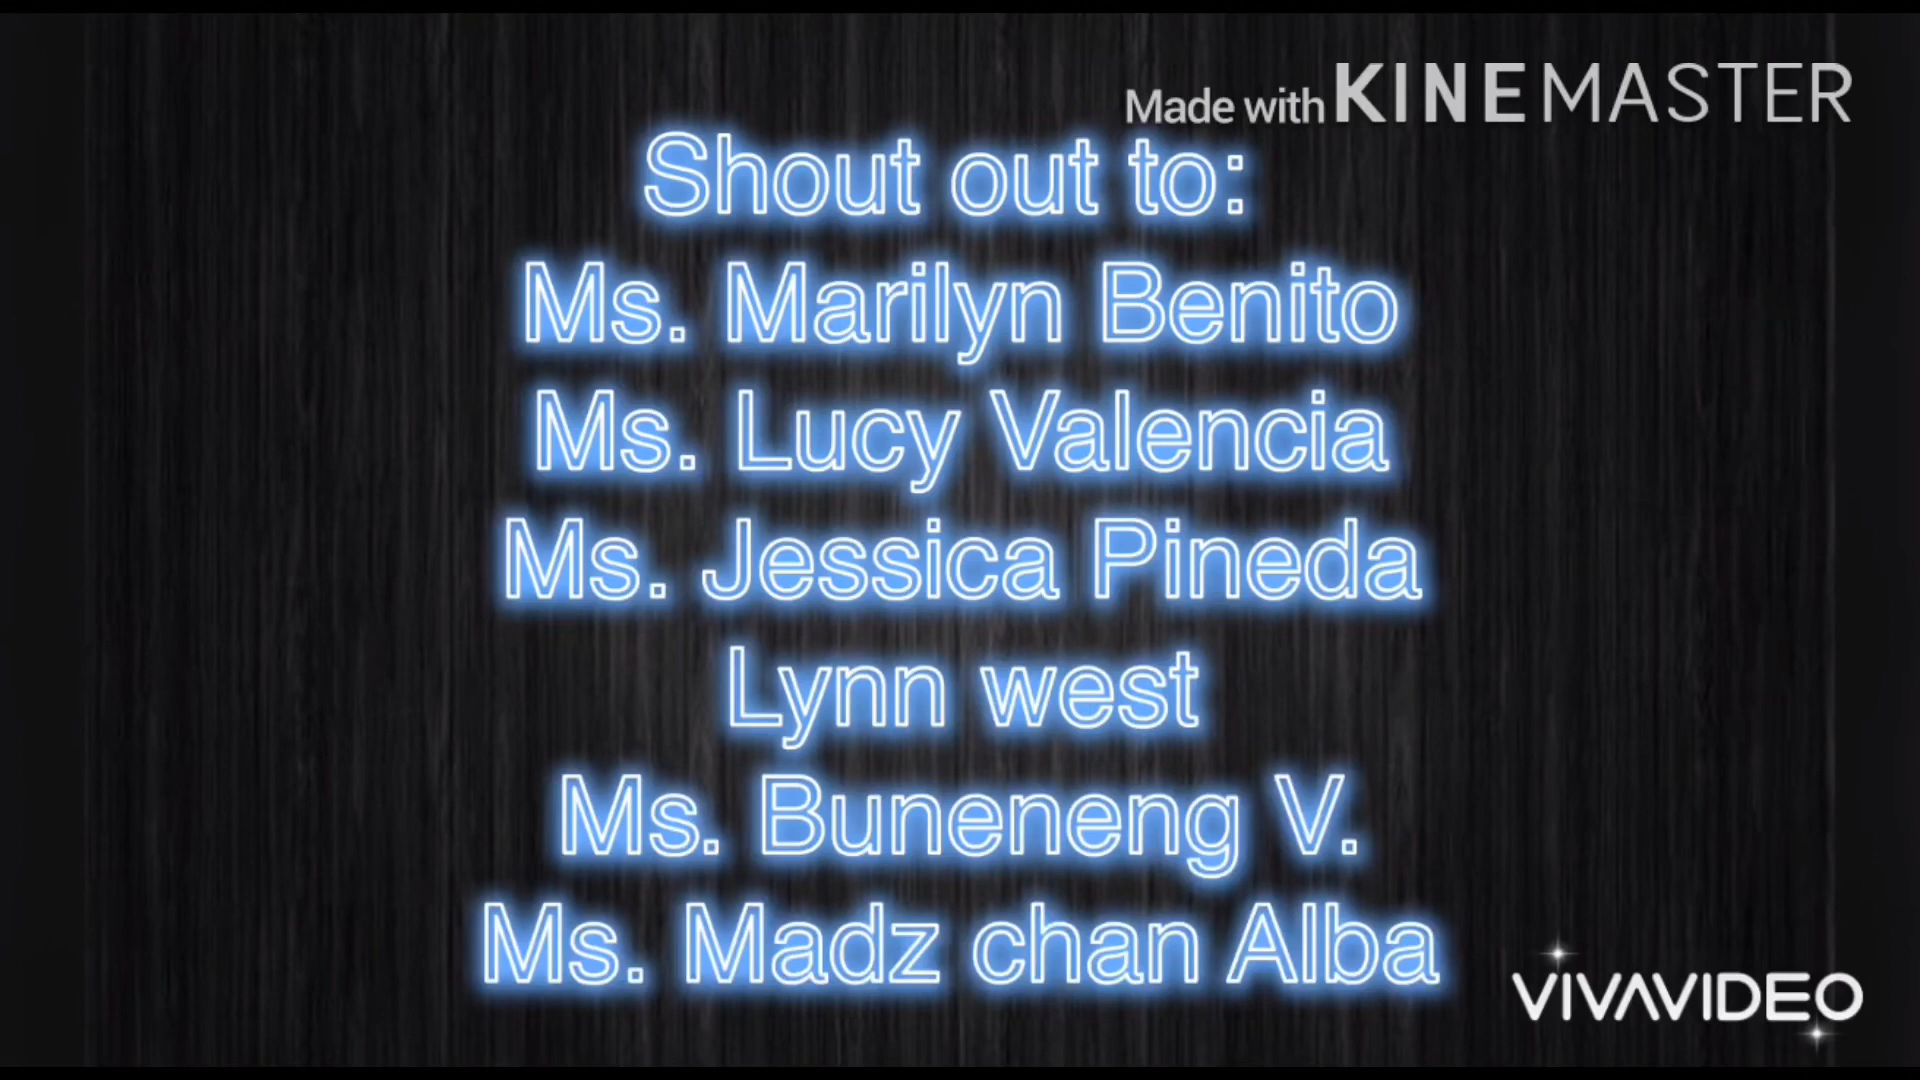 Made with KINEMASTER
Shout out to:
Ms. Marilyn Benito
Ms. Lucy Valencia
Ms. Jessica Pineda
Lynn west
Ms. Buneneng V.
Ms. Madz chan Alba
VIVAVIDEO